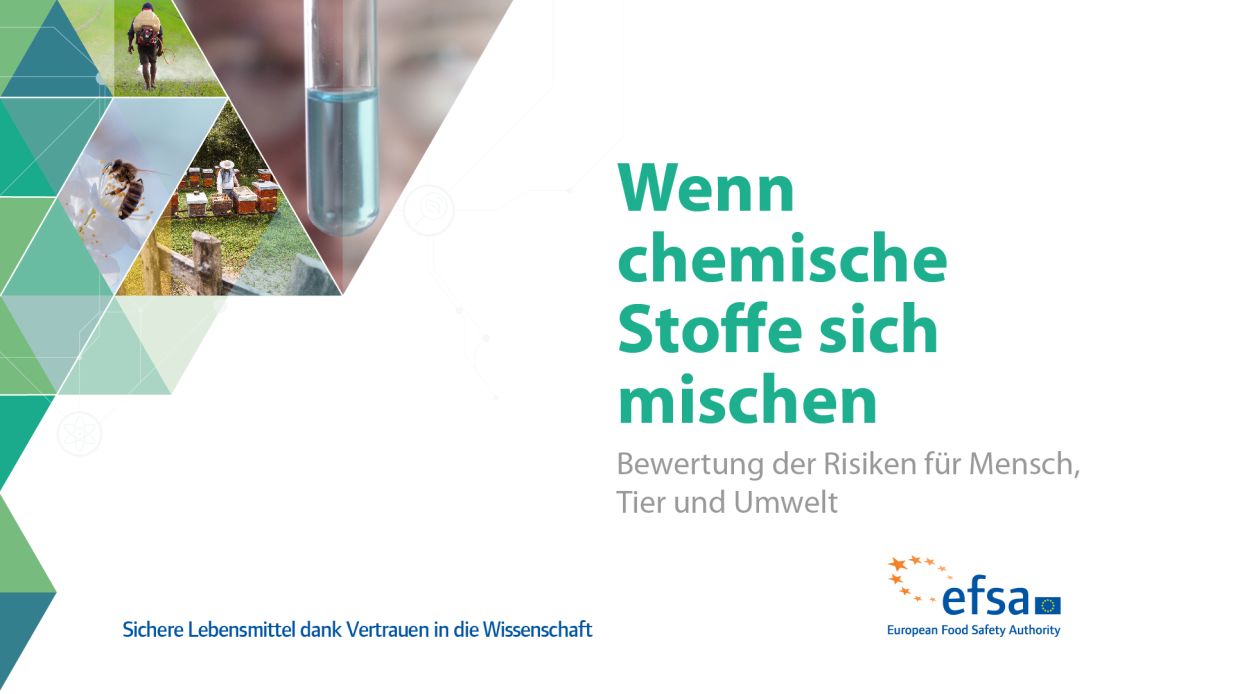 Wenn
chemische
Stoffe sich
mischen
Bewertung der Risiken für Mensch,
Tier und Umwelt
efsa
European Food Safety Authority
Sichere Lebensmittel dank Vertrauen in die Wissenschaft